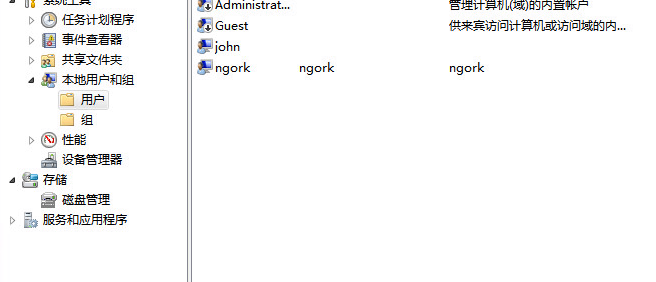 系统工具
任务计划程序
事件查看器
共享文件夹
本地用户和组
用户
组
性能
设备管理器
存储
磁盘管理
服务和应用程序
Administrat... 管理计算机(域)的内置帐户
Guest 供来宾访问计算机或访问域的内...
john
ngork ngork ngork